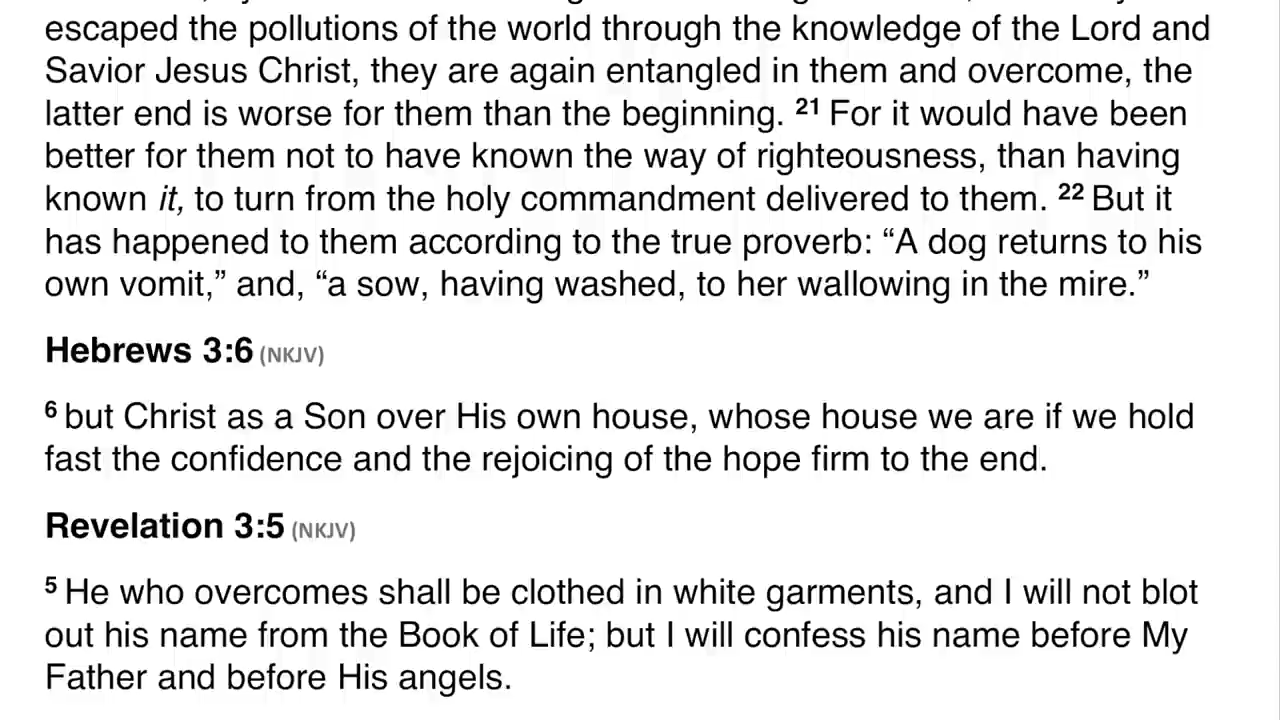 escaped the pollutions of the world through the knowledge of the Lord and
Savior Jesus Christ, they are again entangled in them and overcome, the
latter end is worse for them than the beginning. 21 For it would have been
better for them not to have known the way of righteousness, than having
known it, to turn from the holy commandment delivered to them. 22 But it
has happened to them according to the true proverb: “A dog returns to his
own vomit,” and, “a sow, having washed, to her wallowing in the mire.”
Hebrews 3:6 (NKJV)
6 but Christ as a Son over His own house, whose house we are if we hold
fast the confidence and the rejoicing of the hope firm to the end.
Revelation 3:5 (NKJV)
5 He who overcomes shall be clothed in white garments, and I will not blot
out his name from the Book of Life; but I will confess his name before My
Father and before His angels.